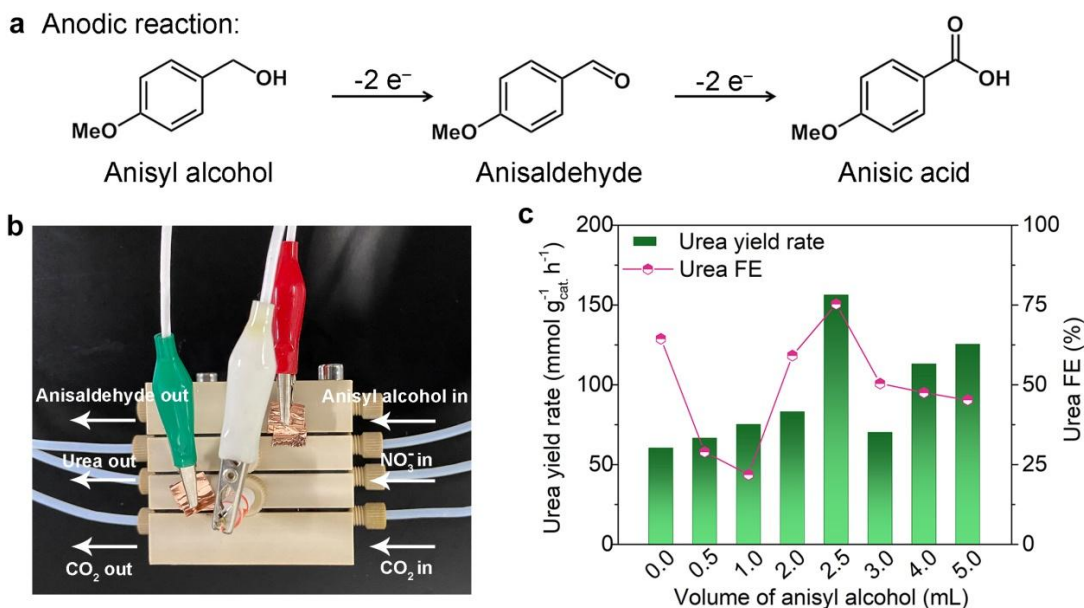 a Anodic reaction:
OH
MeO
Anisyl alcohol
-2 e⁻
O
MeO
Anisaldehyde
-2 e⁻
O
OH
MeO
Anisic acid
b
Anisaldehyde out
Anisyl alcohol in
Urea out
NO₃⁻ in
CO₂ out
CO₂ in
c
Urea yield rate
Urea FE
Urea yield rate (mmol g⁻¹cat. h⁻¹)
200
150
100
50
0
Urea FE (%)
100
75
50
25
0
0.0 0.5 1.0 2.0 2.5 3.0 4.0 5.0
Volume of anisyl alcohol (mL)